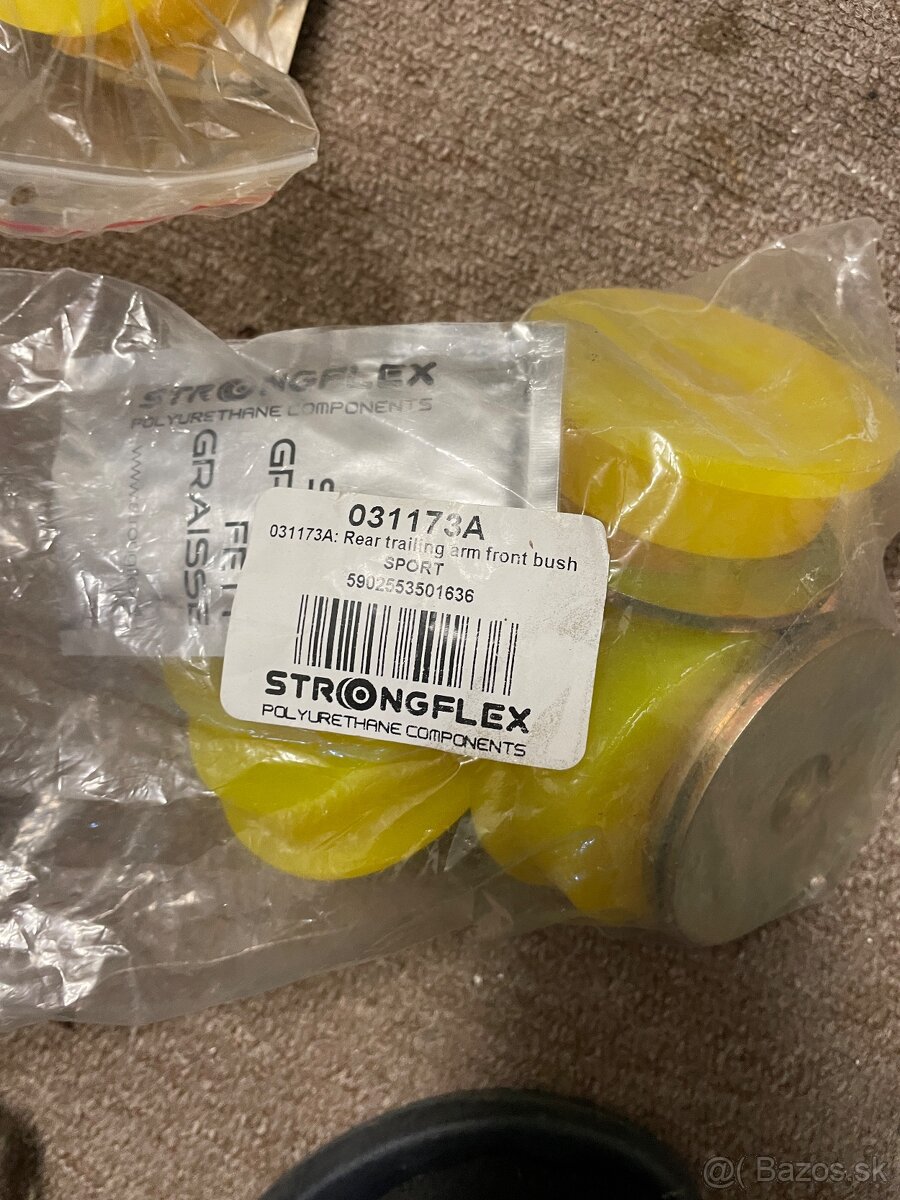 STRONGFLEX
POLYURETHANE COMPONENTS
GRAISSE
031173A
031173A: Rear trailing arm front bush
SPORT
5902553501636
STRONGFLEX
POLYURETHANE COMPONENTS
@( Bazos.sk